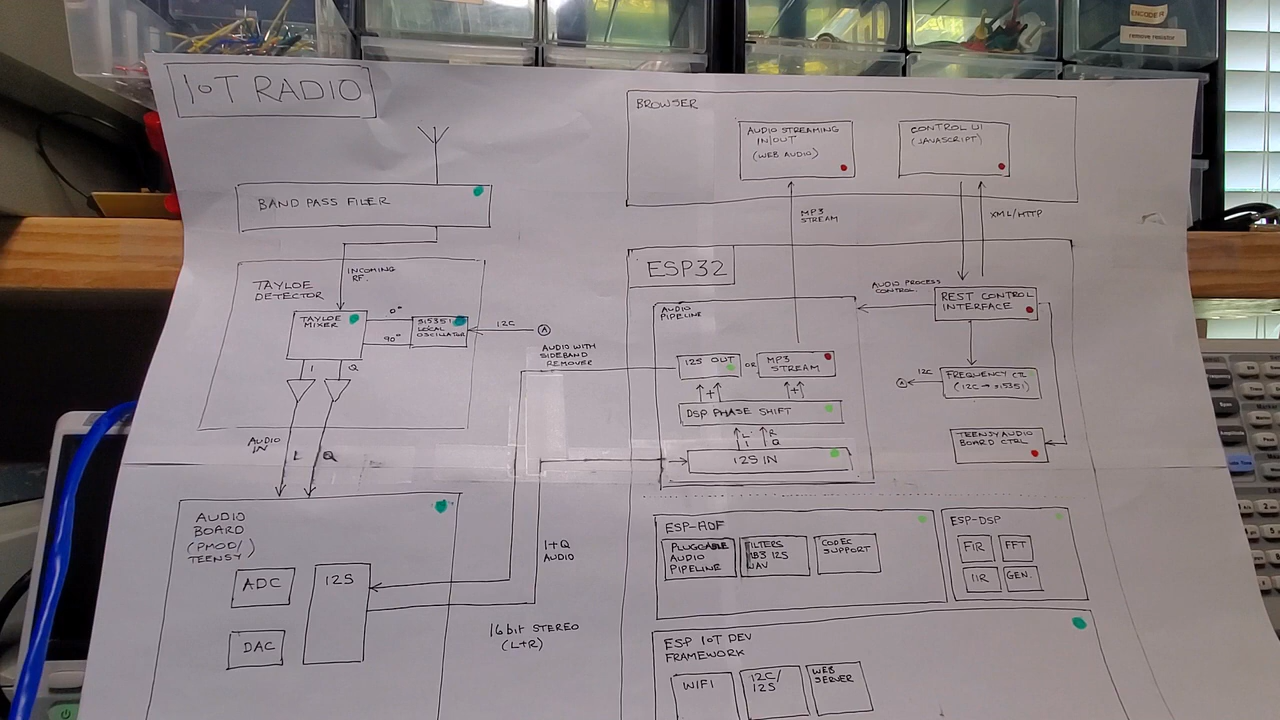 ENCODER
remove resistor
IoT RADIO
BAND PASS FILER
INCOMING
RF.
TAYLOE
DETECTOR
TAYLOE
MIXER
0°
90°
Si5351
LOCAL
OSCILLATOR
I2C
A
I
Q
AUDIO
IN
L
Q
AUDIO WITH
SIDEBAND
REMOVER
AUDIO
BOARD
(PMOD/
TEENSY)
ADC
DAC
I2S
I+Q
AUDIO
16 bit STEREO
(L+R)
BROWSER
AUDIO STREAMING
IN/OUT
(WEB AUDIO)
CONTROL UI
(JAVASCRIPT)
MP3
STREAM
XML/HTTP
ESP32
AUDIO
PIPELINE
I2S OUT
OR
MP3
STREAM
+
+
DSP PHASE SHIFT
L
I
R
Q
I2S IN
AUDIO PROCESS
CONTROL.
REST CONTROL
INTERFACE
I2C
A
FREQUENCY CTL
(I2C → Si5351)
TEENSY AUDIO
BOARD CTRL
ESP-ADF
PLUGGABLE
AUDIO
PIPELINE
FILTERS
I2S
WAV
CODEC
SUPPORT
ESP-DSP
FIR
FFT
IIR
GEN.
ESP IoT DEV
FRAMEWORK
WIFI
I2C/
I2S
WEB
SERVER